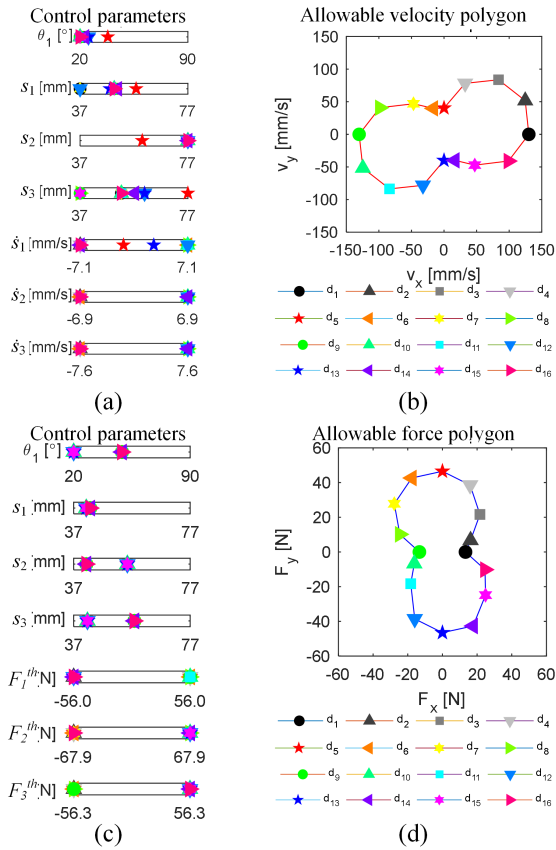 Control parameters
θ1 [°]
20 90
s1 [mm]
37 77
s2 [mm]
37 77
s3 [mm]
37 77
ṡ1 [mm/s]
-7.1 7.1
ṡ2 [mm/s]
-6.9 6.9
ṡ3 [mm/s]
-7.6 7.6
(a)
Allowable velocity polygon
150
100
50
0
-50
-100
-150
vy [mm/s]
-150 -100 -50 0 50 100 150
vx [mm/s]
d1 d2 d3 d4
d5 d6 d7 d8
d9 d10 d11 d12
d13 d14 d15 d16
(b)
Control parameters
θ1 [°]
20 90
s1 [mm]
37 77
s2 [mm]
37 77
s3 [mm]
37 77
F1th[N]
-56.0 56.0
F2th[N]
-67.9 67.9
F3th[N]
-56.3 56.3
(c)
Allowable force polygon
60
40
20
0
-20
-40
-60
Fy [N]
-60 -40 -20 0 20 40 60
Fx [N]
d1 d2 d3 d4
d5 d6 d7 d8
d9 d10 d11 d12
d13 d14 d15 d16
(d)